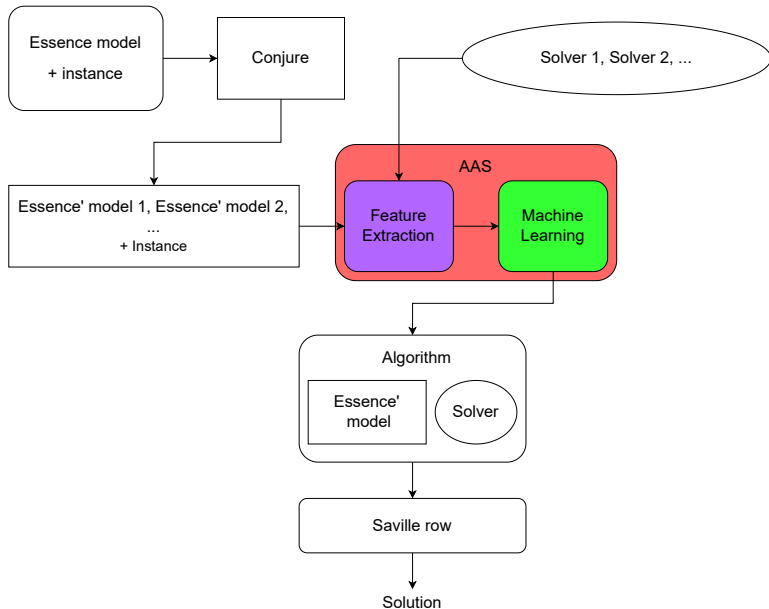 Essence model
+ instance
Conjure
Solver 1, Solver 2, ...
Essence' model 1, Essence' model 2,
...
+ Instance
AAS
Feature
Extraction
Machine
Learning
Algorithm
Essence'
model
Solver
Saville row
Solution